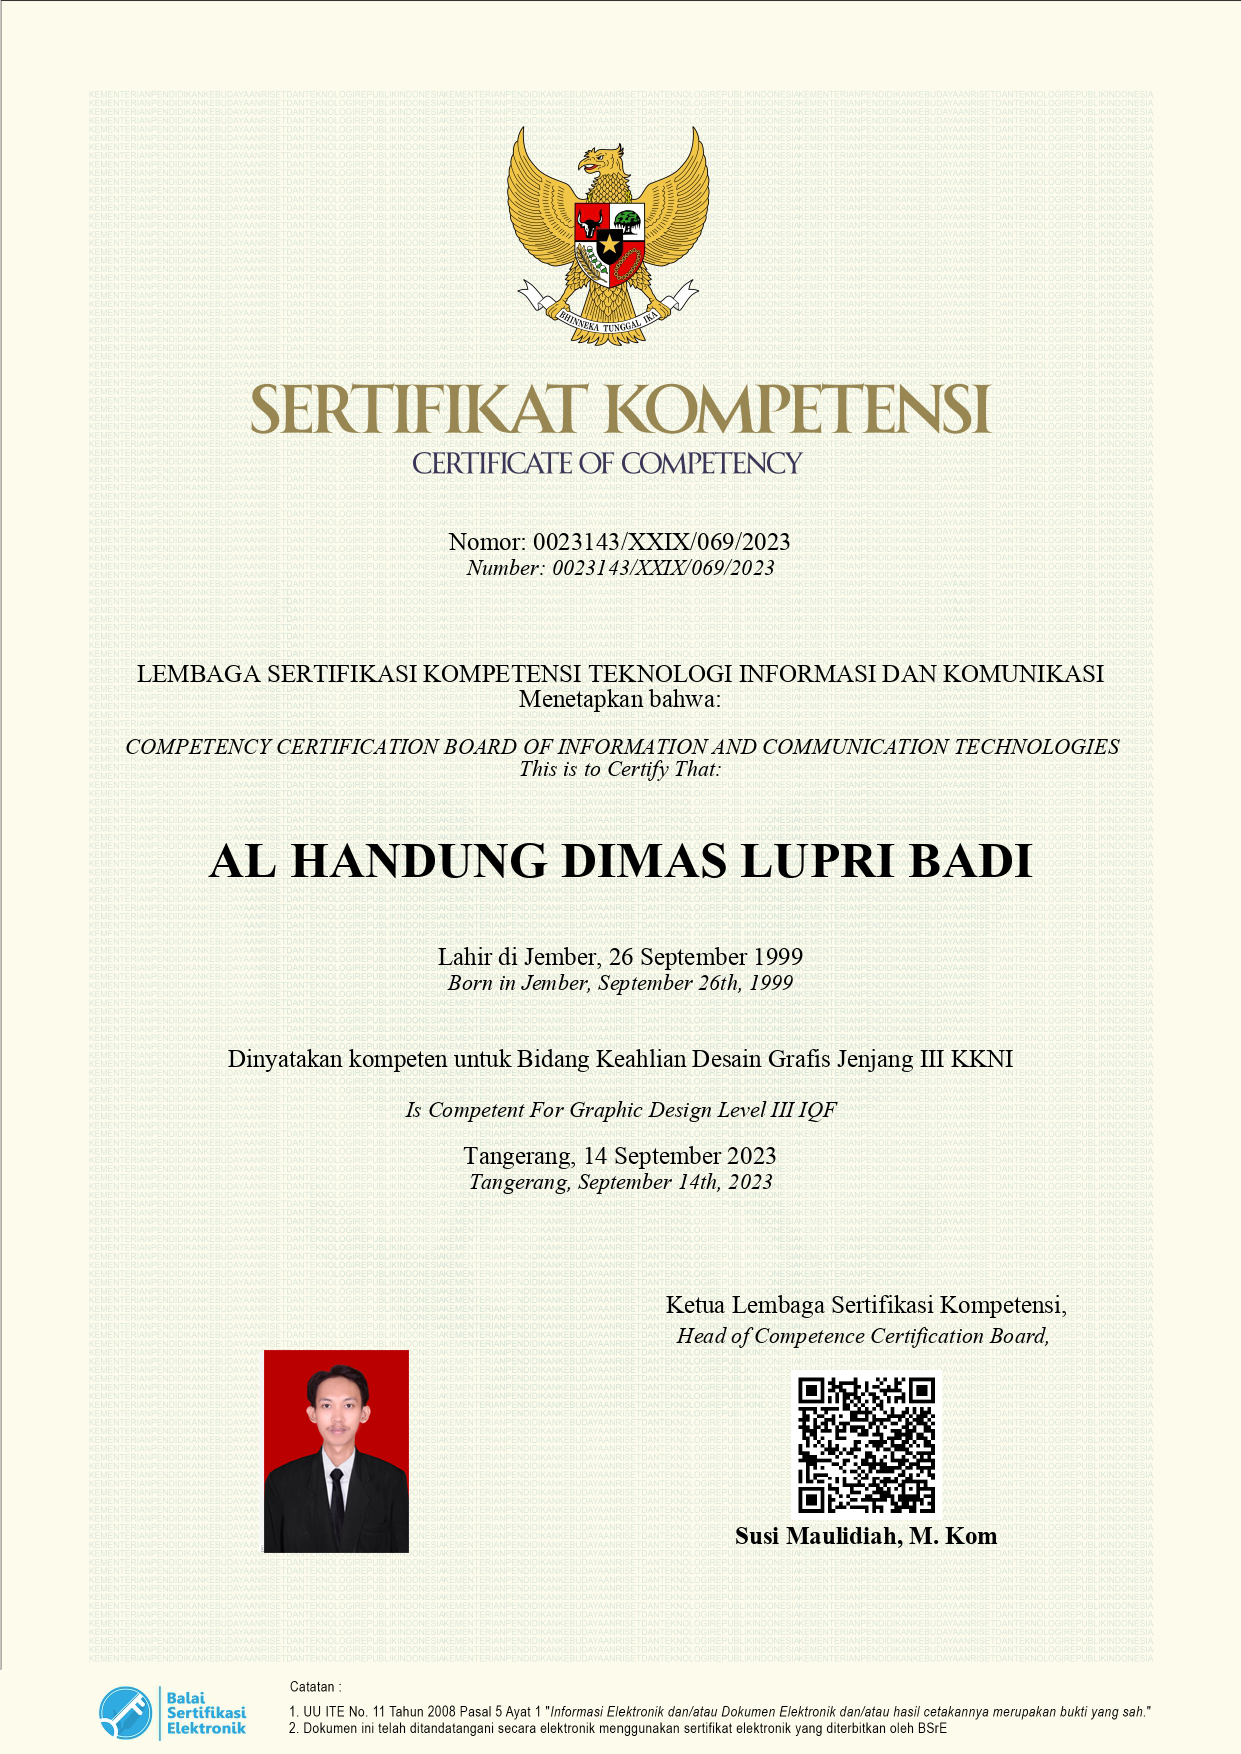 BHINNEKA TUNGGAL IKA
SERTIFIKAT KOMPETENSI
CERTIFICATE OF COMPETENCY
Nomor: 0023143/XXIX/069/2023
Number: 0023143/XXIX/069/2023
LEMBAGA SERTIFIKASI KOMPETENSI TEKNOLOGI INFORMASI DAN KOMUNIKASI
Menetapkan bahwa:
COMPETENCY CERTIFICATION BOARD OF INFORMATION AND COMMUNICATION TECHNOLOGIES
This is to Certify That:
AL HANDUNG DIMAS LUPRI BADI
Lahir di Jember, 26 September 1999
Born in Jember, September 26th, 1999
Dinyatakan kompeten untuk Bidang Keahlian Desain Grafis Jenjang III KKNI
Is Competent For Graphic Design Level III IQF
Tangerang, 14 September 2023
Tangerang, September 14th, 2023
Ketua Lembaga Sertifikasi Kompetensi,
Head of Competence Certification Board,
Susi Maulidiah, M. Kom
Balai
Sertifikasi
Elektronik
Catatan :
1. UU ITE No. 11 Tahun 2008 Pasal 5 Ayat 1 "Informasi Elektronik dan/atau Dokumen Elektronik dan/atau hasil cetakannya merupakan bukti yang sah."
2. Dokumen ini telah ditandatangani secara elektronik menggunakan sertifikat elektronik yang diterbitkan oleh BSrE